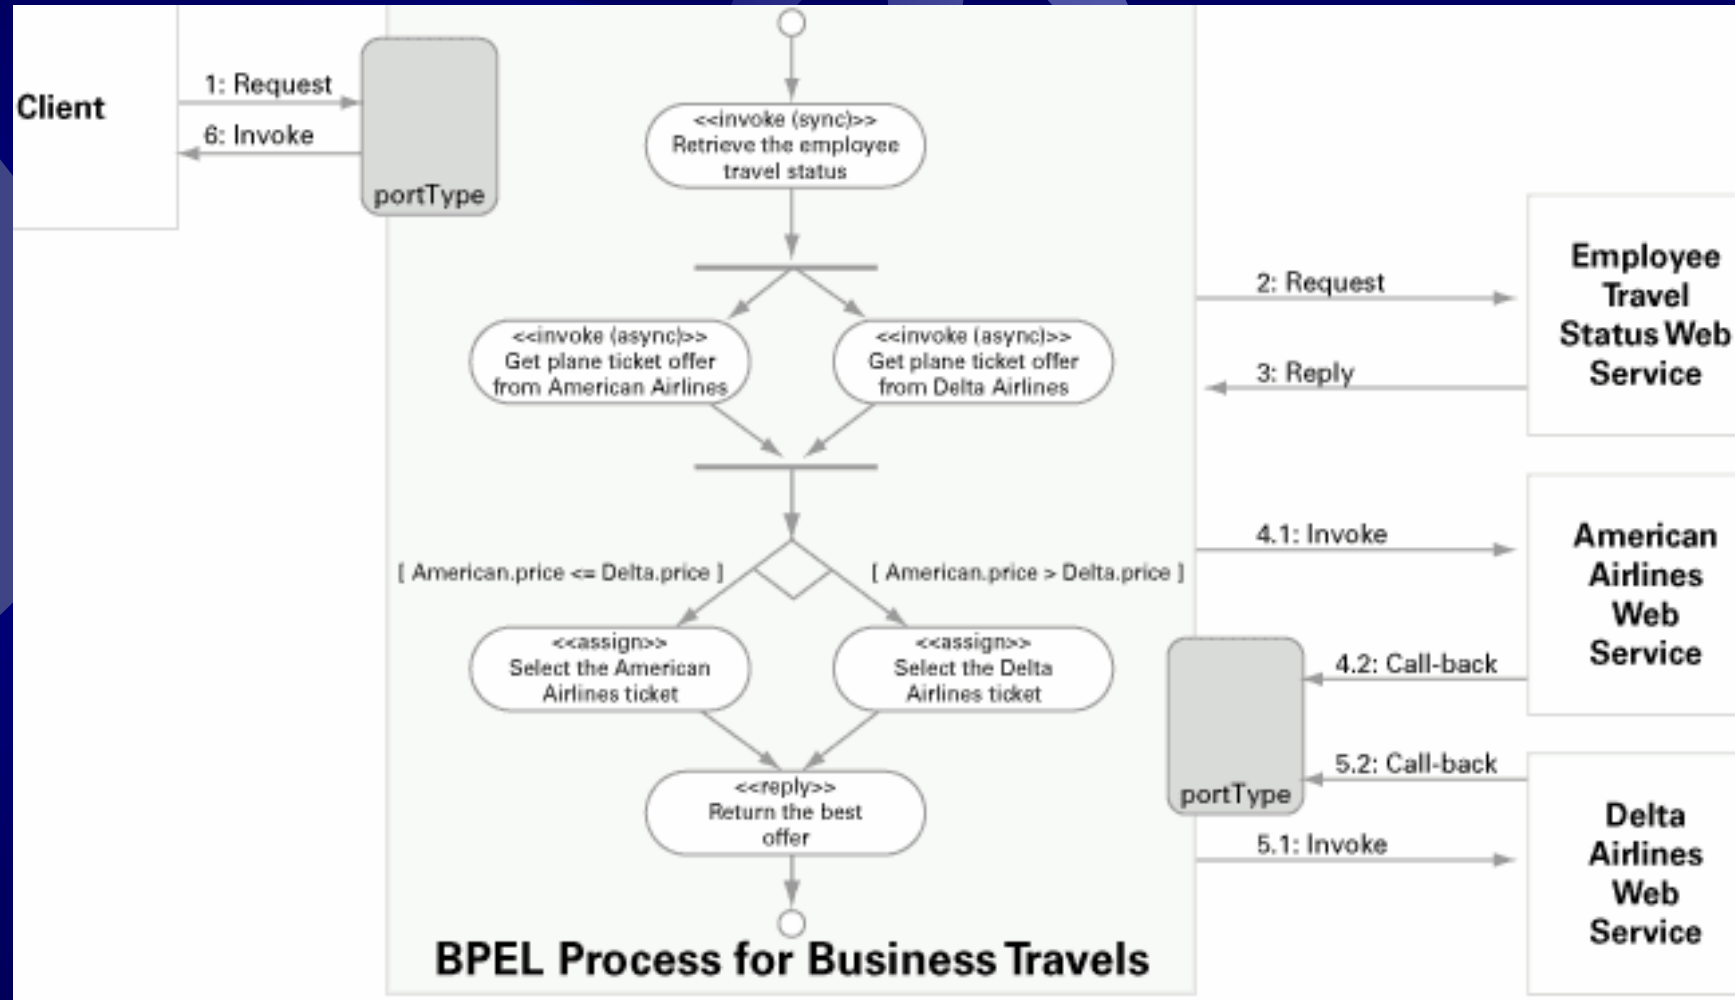 Client
1: Request
6: Invoke
portType
<<invoke (sync)>>
Retrieve the employee
travel status
<<invoke (async)>>
Get plane ticket offer
from American Airlines
<<invoke (async)>>
Get plane ticket offer
from Delta Airlines
[ American.price <= Delta.price ]
[ American.price > Delta.price ]
<<assign>>
Select the American
Airlines ticket
<<assign>>
Select the Delta
Airlines ticket
<<reply>>
Return the best
offer
BPEL Process for Business Travels
2: Request
3: Reply
Employee
Travel
Status Web
Service
4.1: Invoke
4.2: Call-back
American
Airlines
Web
Service
portType
5.2: Call-back
5.1: Invoke
Delta
Airlines
Web
Service